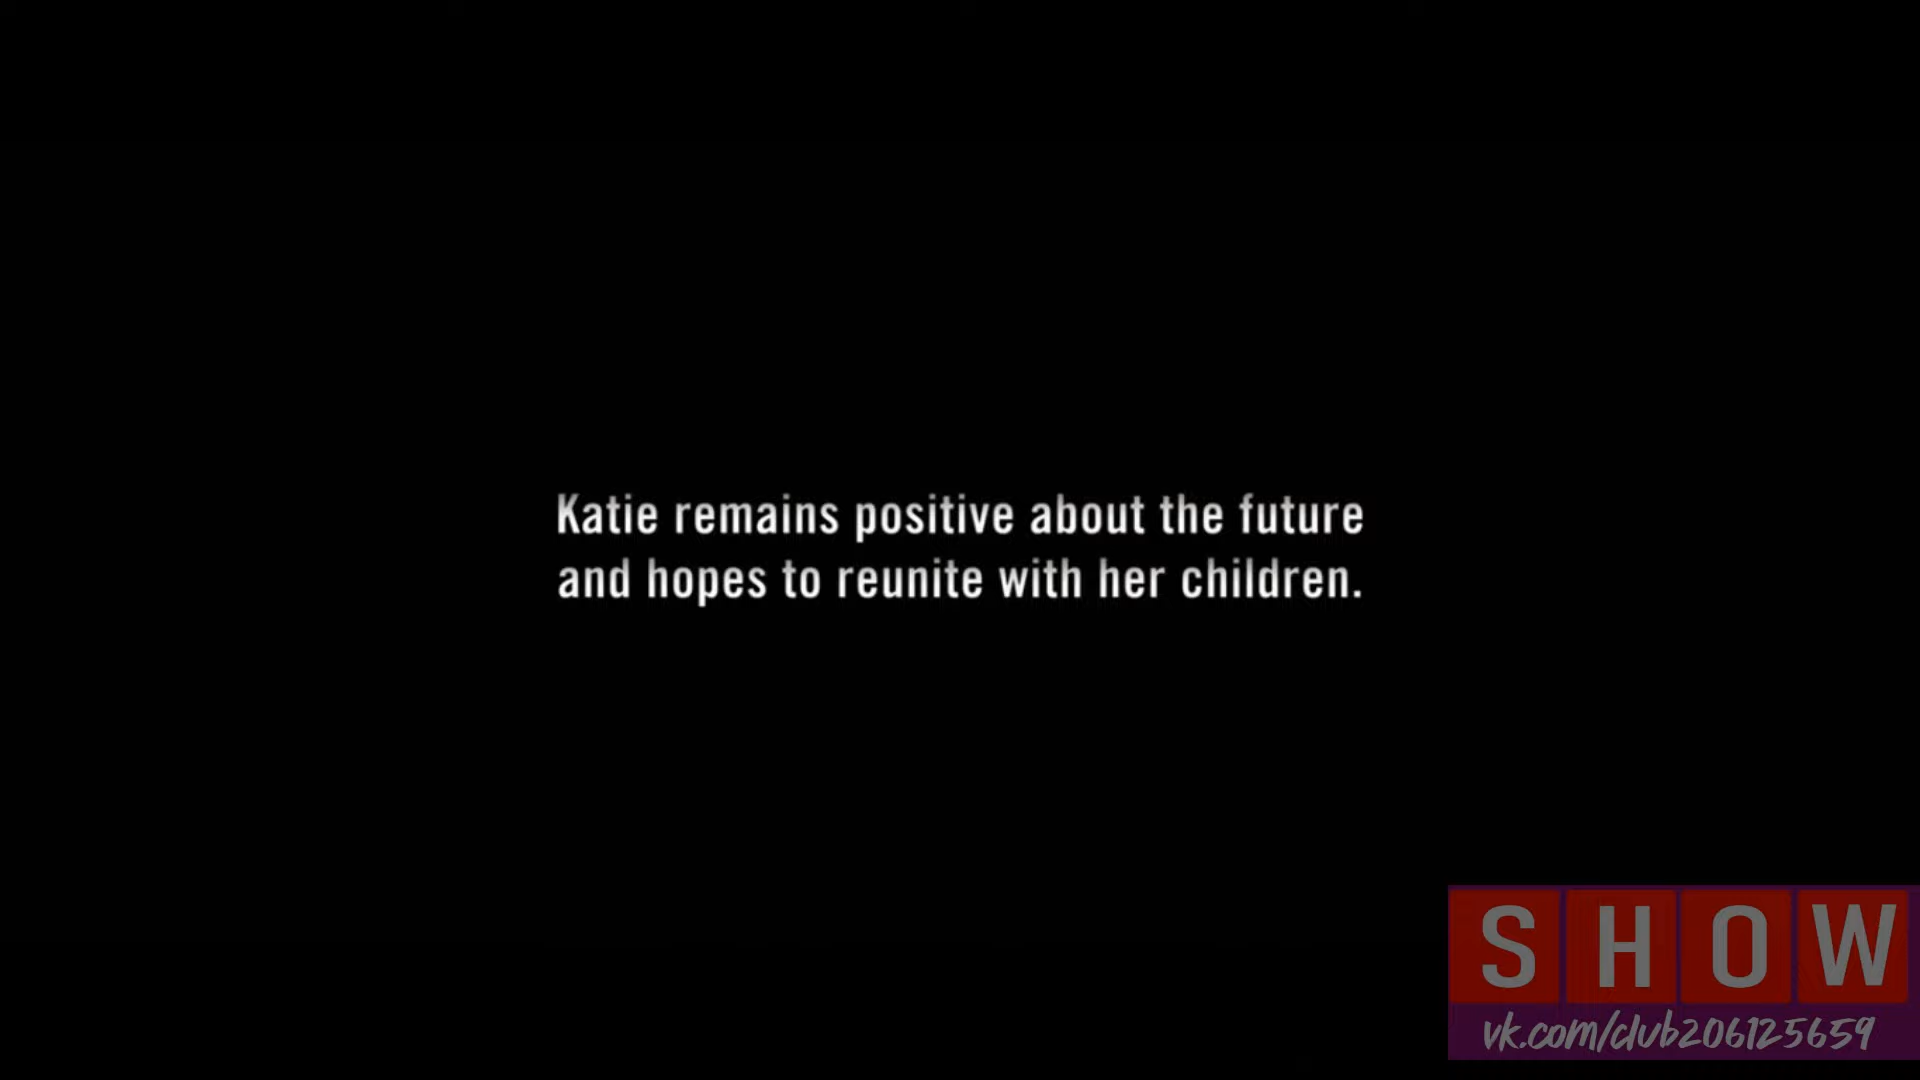 Katie remains positive about the future
and hopes to reunite with her children.
SHOW
vk.com/club206125659